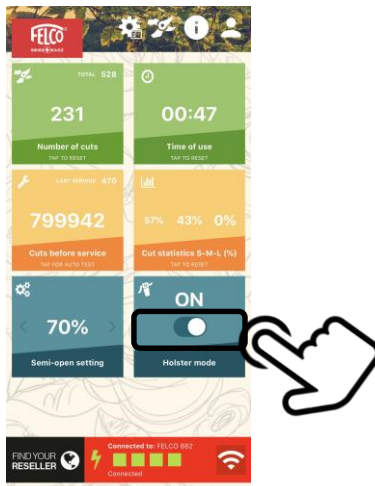 FELCO
SWISS MADE
TOTAL 528
231
Number of cuts
TAP TO RESET
00:47
Time of use
TAP TO RESET
LAST SERVICE 470
799942
Cuts before service
TAP FOR AUTO TEST
57% 43% 0%
Cut statistics S-M-L (%)
TAP TO RESET
70%
Semi-open setting
ON
Holster mode
FIND YOUR
RESELLER
Connected to: FELCO 882
Connected